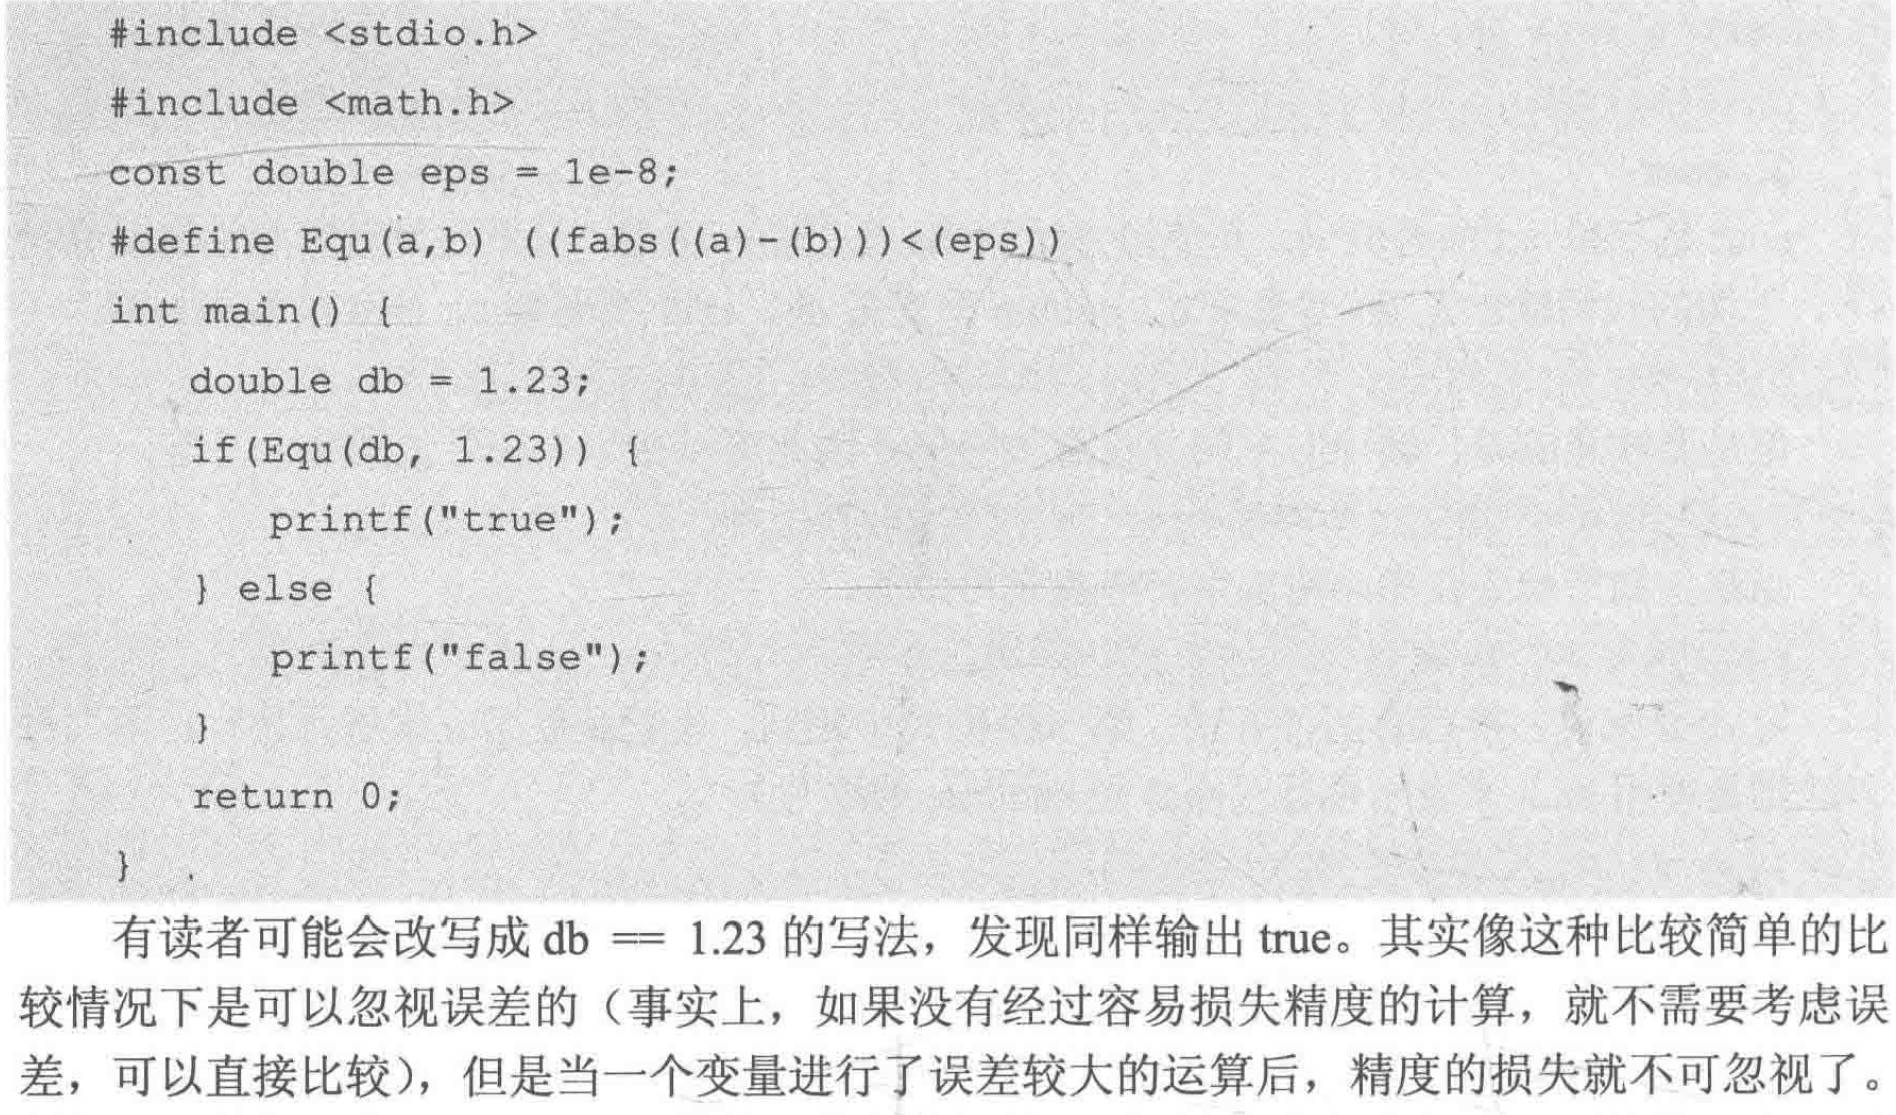 #include <stdio.h>
#include <math.h>
const double eps = 1e-8;
#define Equ(a,b) ((fabs((a)-(b)))<(eps))
int main() {
double db = 1.23;
if(Equ(db, 1.23)) {
printf("true");
} else {
printf("false");
}
return 0;
}
有读者可能会改写成 db == 1.23 的写法，发现同样输出 true。其实像这种比较简单的比
较情况下是可以忽视误差的（事实上，如果没有经过容易损失精度的计算，就不需要考虑误
差，可以直接比较），但是当一个变量进行了误差较大的运算后，精度的损失就不可忽视了。